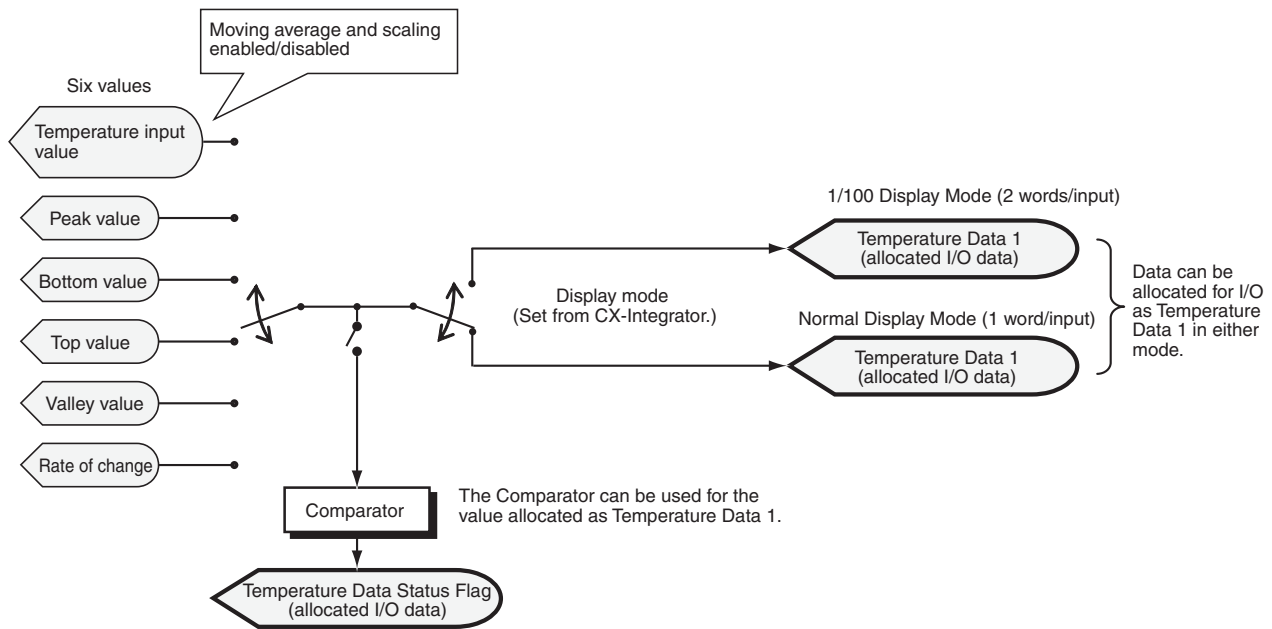 Moving average and scaling
enabled/disabled
Six values
Temperature input
value
Peak value
Bottom value
Top value
Valley value
Rate of change
1/100 Display Mode (2 words/input)
Temperature Data 1
(allocated I/O data)
Display mode
(Set from CX-Integrator.)
Normal Display Mode (1 word/input)
Temperature Data 1
(allocated I/O data)
Data can be
allocated for I/O
as Temperature
Data 1 in either
mode.
Comparator
The Comparator can be used for the
value allocated as Temperature Data 1.
Temperature Data Status Flag
(allocated I/O data)